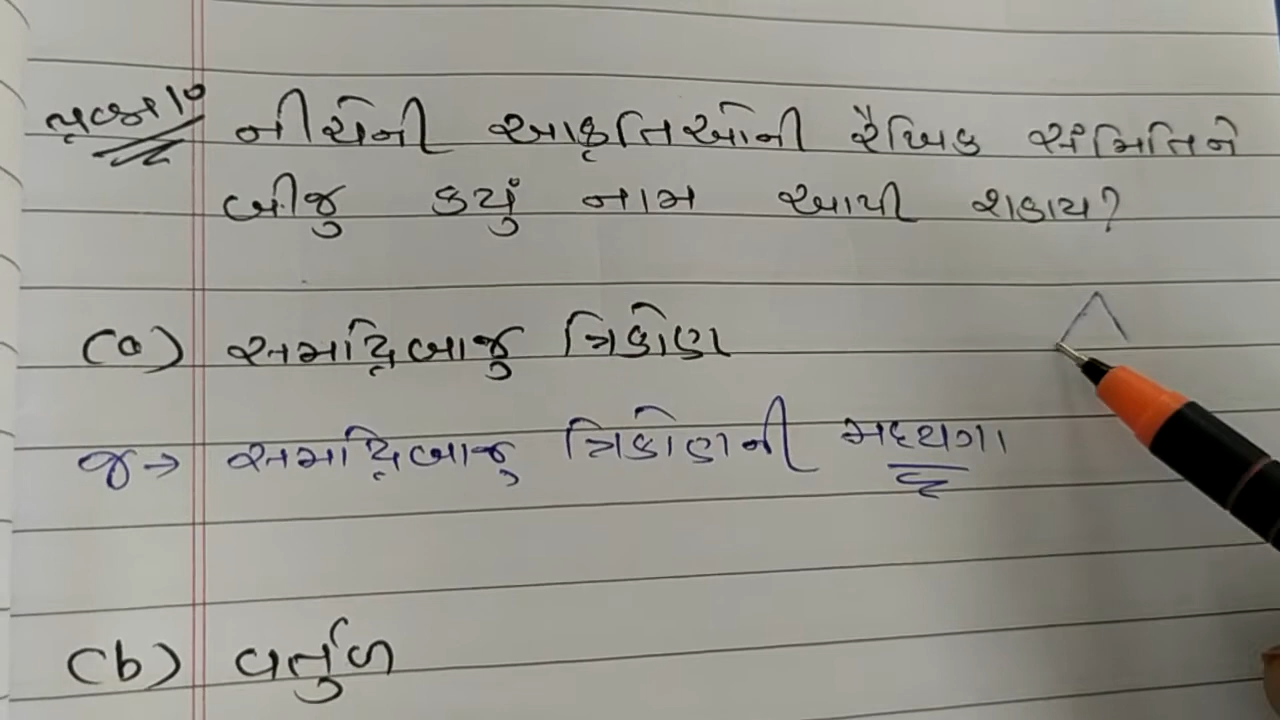 પ્રશ્ન 10 નીચેની આકૃતિઓની રૈખિક સંમિતિને
બીજુ કયું નામ આપી શકાય?
(a) સમદ્વિબાજુ ત્રિકોણ
જ→ સમદ્વિબાજુ ત્રિકોણની મધ્યગા
(b) વર્તુળ